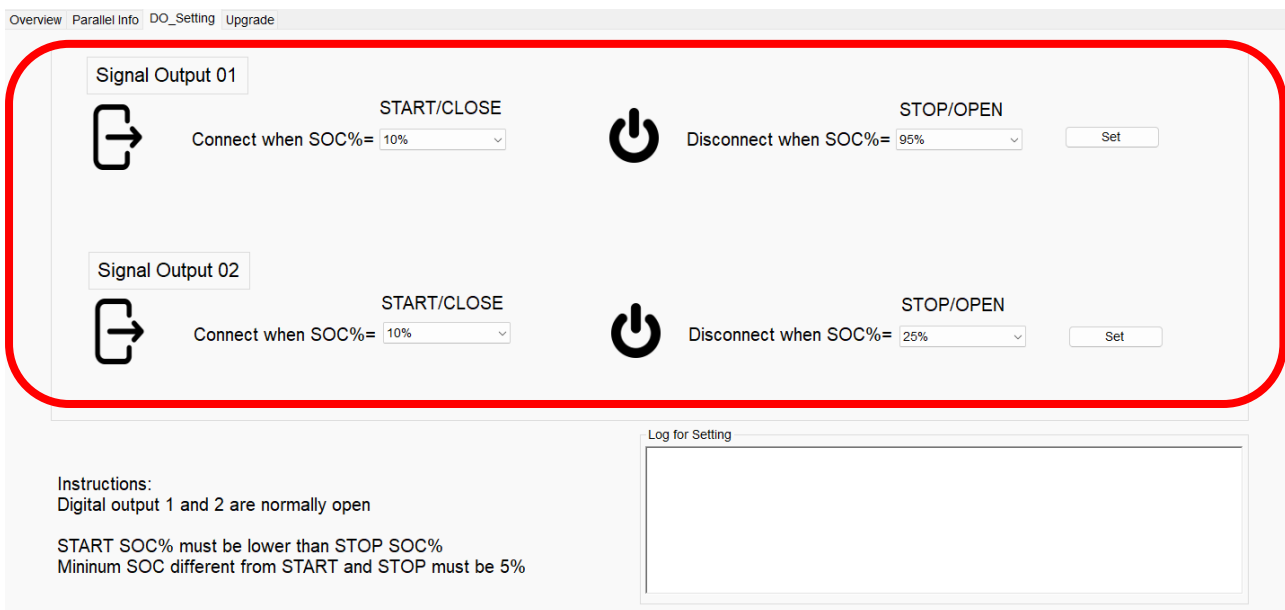 Overview Parallel Info DO_Setting Upgrade
Signal Output 01
START/CLOSE
STOP/OPEN
Connect when SOC%= 10%
Disconnect when SOC%= 95% Set
Signal Output 02
START/CLOSE
STOP/OPEN
Connect when SOC%= 10%
Disconnect when SOC%= 25% Set
Log for Setting
Instructions:
Digital output 1 and 2 are normally open
START SOC% must be lower than STOP SOC%
Mininum SOC different from START and STOP must be 5%